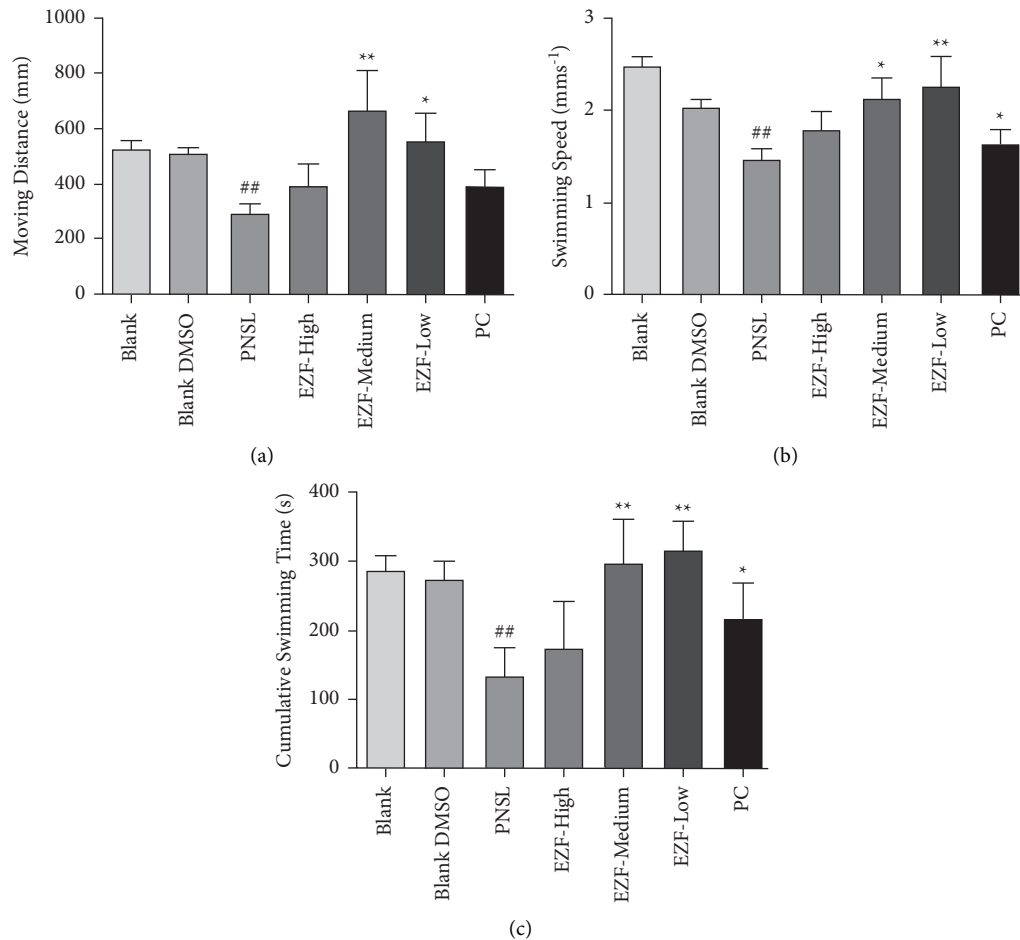 Moving Distance (mm)
1000
800
600
400
200
0
**
*
##
Blank
Blank DMSO
PNSL
EZF-High
EZF-Medium
EZF-Low
PC
(a)
Swimming Speed (mms⁻¹)
3
2
1
0
**
*
##
*
Blank
Blank DMSO
PNSL
EZF-High
EZF-Medium
EZF-Low
PC
(b)
Cumulative Swimming Time (s)
400
300
200
100
0
** **
*
##
Blank
Blank DMSO
PNSL
EZF-High
EZF-Medium
EZF-Low
PC
(c)